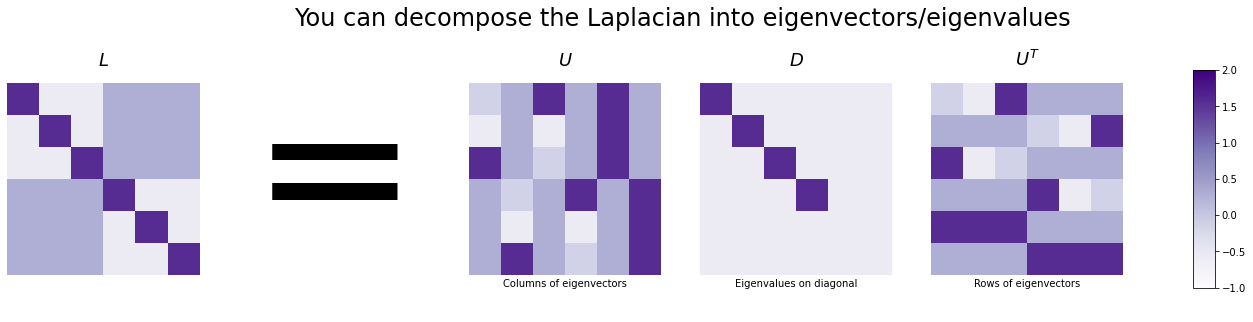 You can decompose the Laplacian into eigenvectors/eigenvalues
L
=
U
D
U^T
Columns of eigenvectors
Eigenvalues on diagonal
Rows of eigenvectors
2.0
1.5
1.0
0.5
0.0
−0.5
−1.0